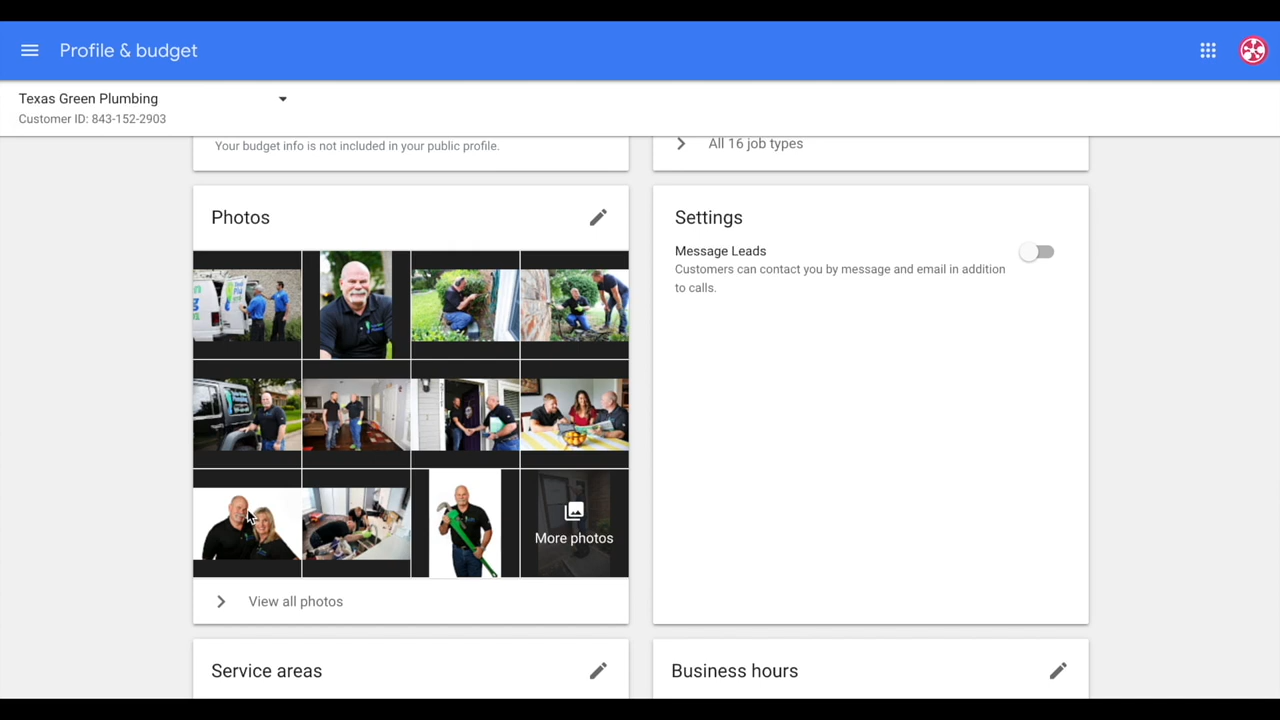 Profile & budget
Texas Green Plumbing
Customer ID: 843-152-2903
Your budget info is not included in your public profile.
All 16 job types
Photos
Settings
Message Leads
Customers can contact you by message and email in addition
to calls.
More photos
View all photos
Service areas
Business hours